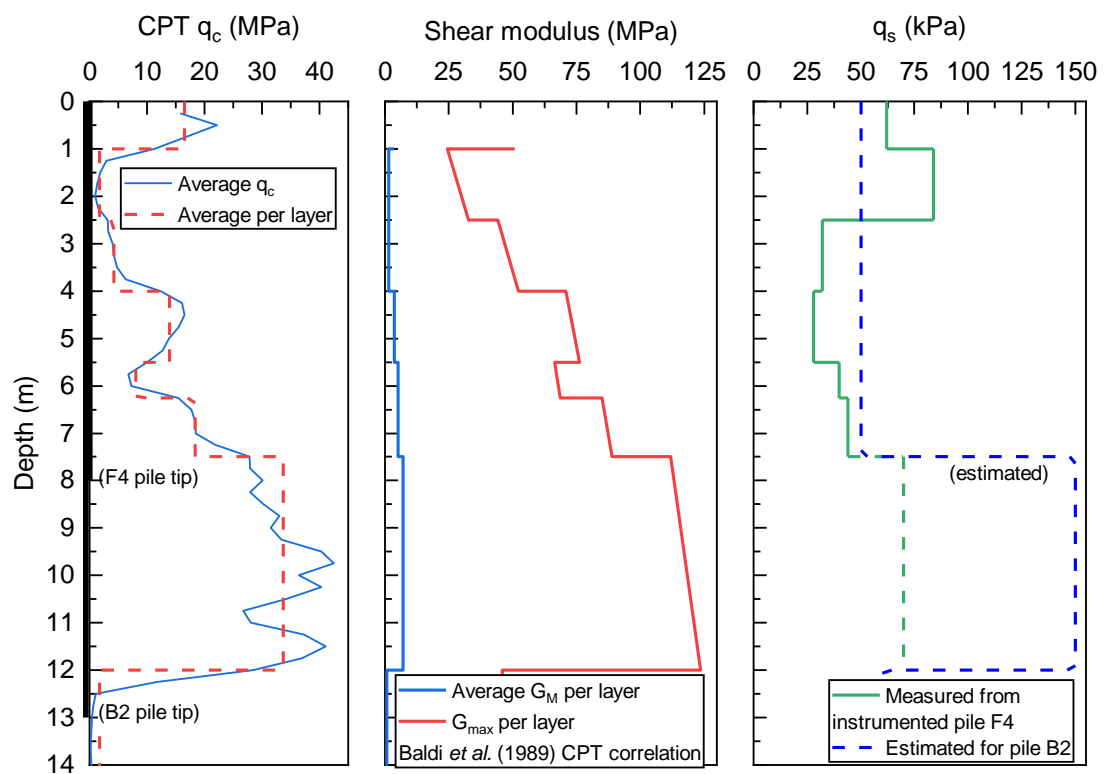 CPT q_c (MPa)
0 10 20 30 40
Shear modulus (MPa)
0 25 50 75 100 125
q_s (kPa)
0 25 50 75 100 125 150
Depth (m)
0
1
2
3
4
5
6
7
8
9
10
11
12
13
14
Average q_c
Average per layer
(F4 pile tip)
(B2 pile tip)
Average G_M per layer
G_max per layer
Baldi et al. (1989) CPT correlation
(estimated)
Measured from
instrumented pile F4
Estimated for pile B2